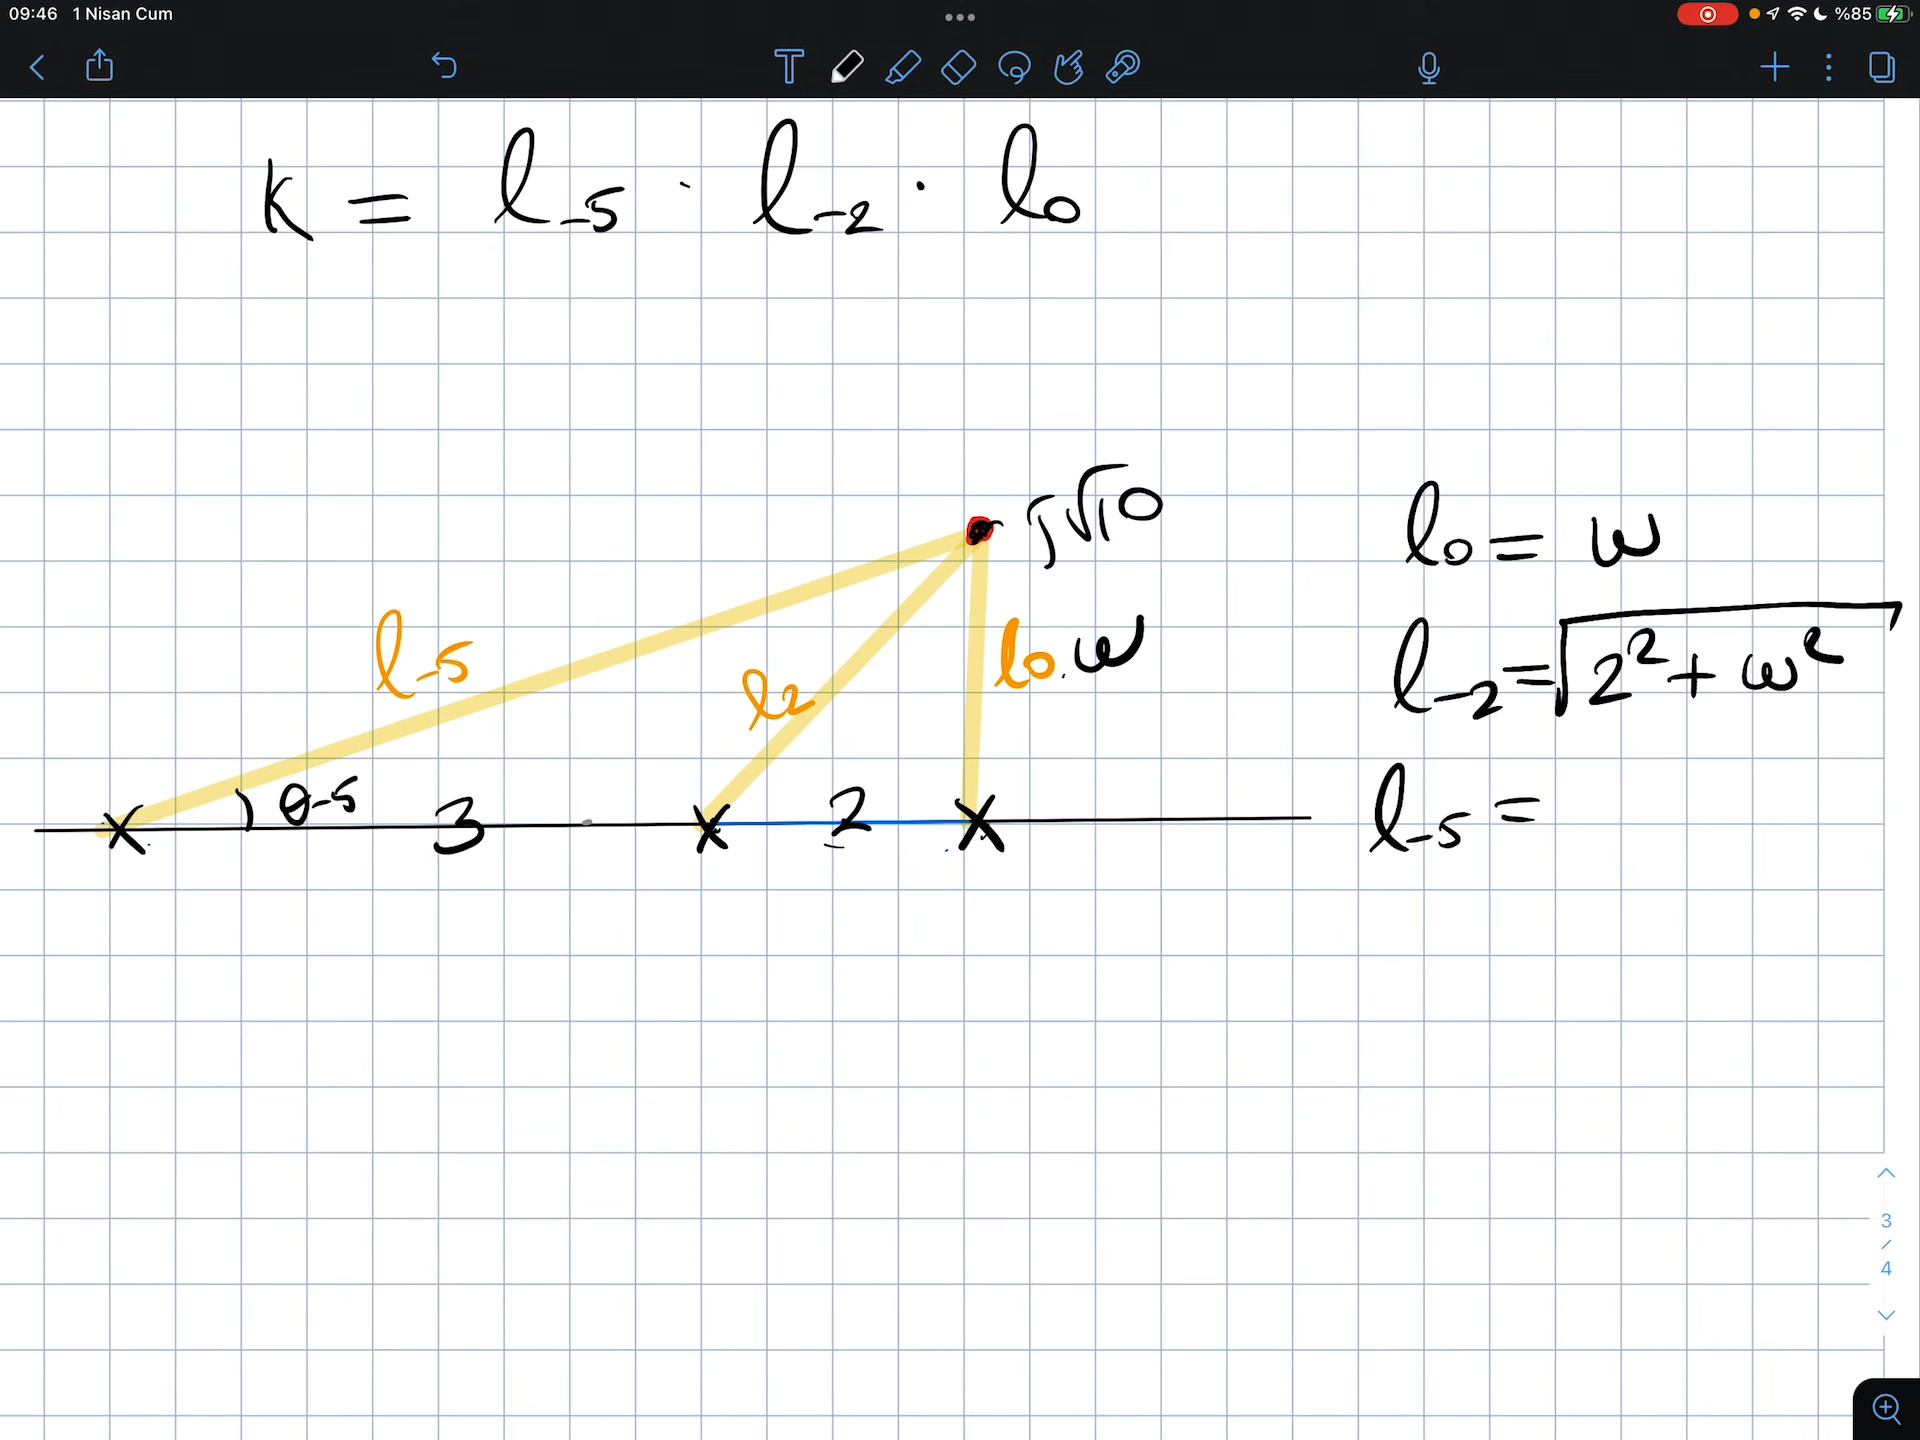 09:46 1 Nisan Cum %85
K = l₋₅ · l₋₂ · l₀
j√10
l₀ = ω
l₋₅
l₂
l₀.ω
l₋₂ = √2² + ω²
θ₋₅
3
2
l₋₅ =
3
/
4